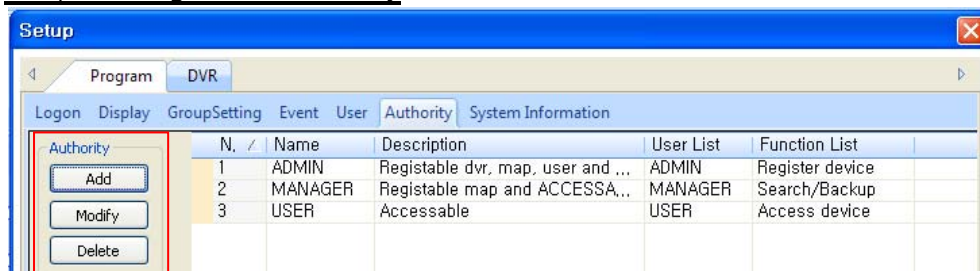 Setup
Program DVR
Logon Display GroupSetting Event User Authority System Information
Authority N, Name Description User List Function List
Add 1 ADMIN Registable dvr, map, user and ,,, ADMIN Register device
2 MANAGER Registable map and ACCESSA,,, MANAGER Search/Backup
Modify 3 USER Accessable USER Access device
Delete